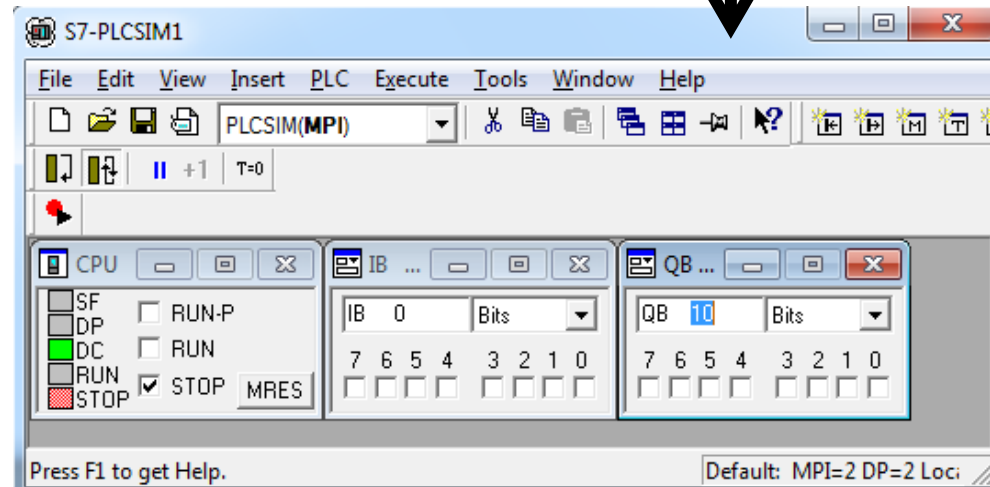 S7-PLCSIM1
File Edit View Insert PLC Execute Tools Window Help
PLCSIM(MPI)
+1 T=0
CPU
SF
DP
DC
RUN
STOP
RUN-P
RUN
STOP
MRES
IB ...
IB 0 Bits
7 6 5 4 3 2 1 0
QB ...
QB 10 Bits
7 6 5 4 3 2 1 0
Press F1 to get Help.
Default: MPI=2 DP=2 Loc